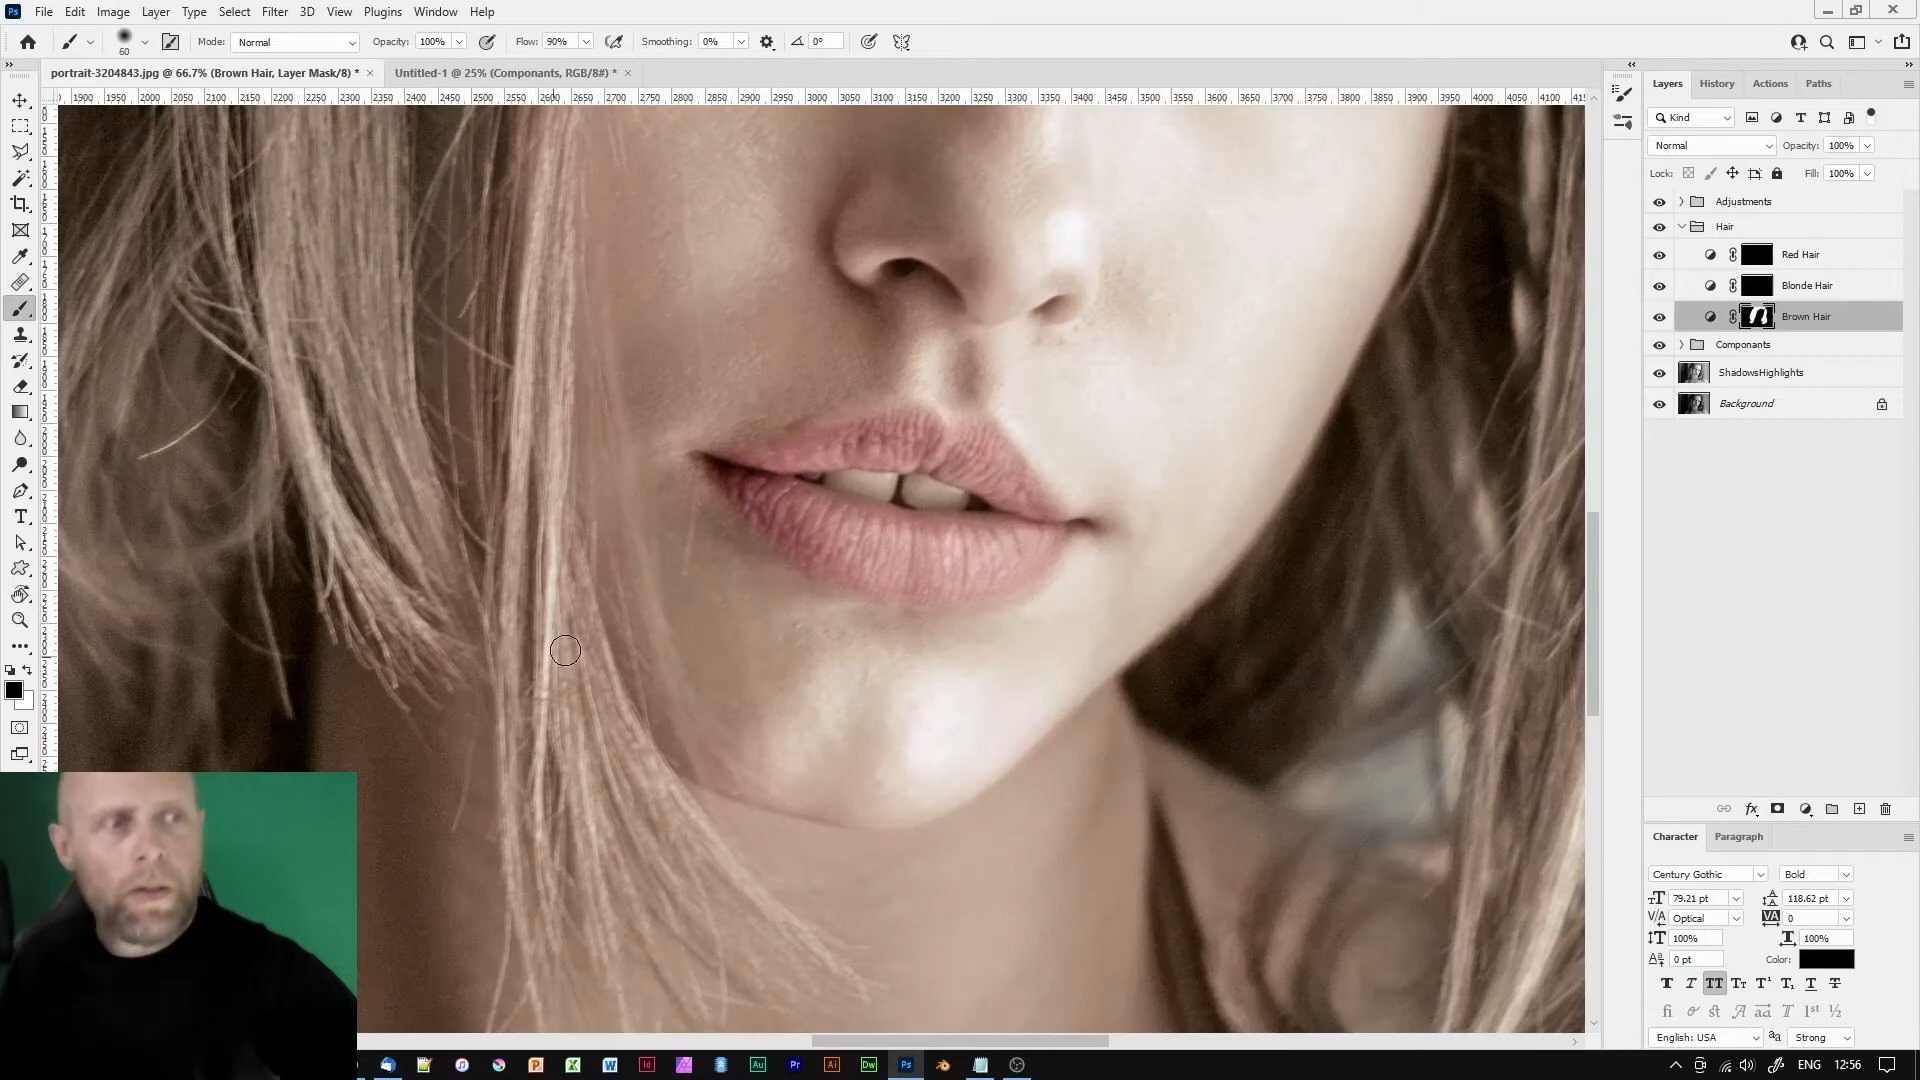 File Edit Image Layer Type Select Filter 3D View Plugins Window Help
60 Mode: Normal Opacity: 100% Flow: 90% Smoothing: 0% 0°
portrait-3204843.jpg @ 66.7% (Brown Hair, Layer Mask/8) * Untitled-1 @ 25% (Componants, RGB/8#) *
1900 1950 2000 2050 2100 2150 2200 2250 2300 2350 2400 2450 2500 2550 2600 2650 2700 2750 2800 2850 2900 2950 3000 3050 3100 3150 3200 3250 3300 3350 3400 3450 3500 3550 3600 3650 3700 3750 3800 3850 3900 3950 4000 4050 4100 415
Layers History Actions Paths
Kind
Normal Opacity: 100%
Lock: Fill: 100%
Adjustments
Hair
Red Hair
Blonde Hair
Brown Hair
Componants
ShadowsHighlights
Background
Character Paragraph
Century Gothic Bold
79.21 pt 118.62 pt
Optical 0
100% 100%
0 pt Color:
English: USA Strong
ENG 12:56